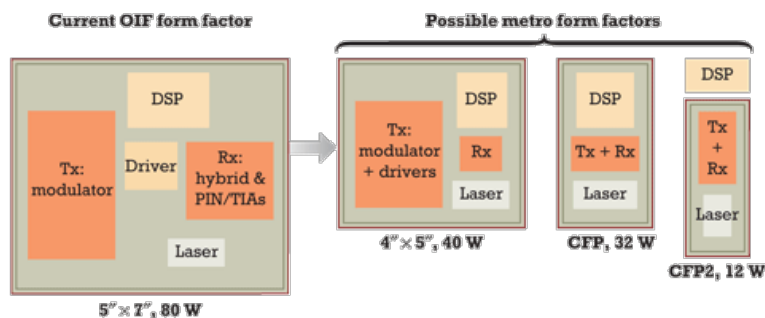 Current OIF form factor
Possible metro form factors
DSP
Tx:
modulator
Driver
Rx:
hybrid &
PIN/TIAs
Laser
5" × 7", 80 W
Tx:
modulator
+ drivers
DSP
Rx
Laser
4" × 5", 40 W
DSP
Tx + Rx
Laser
CFP, 32 W
DSP
Tx
+
Rx
Laser
CFP2, 12 W